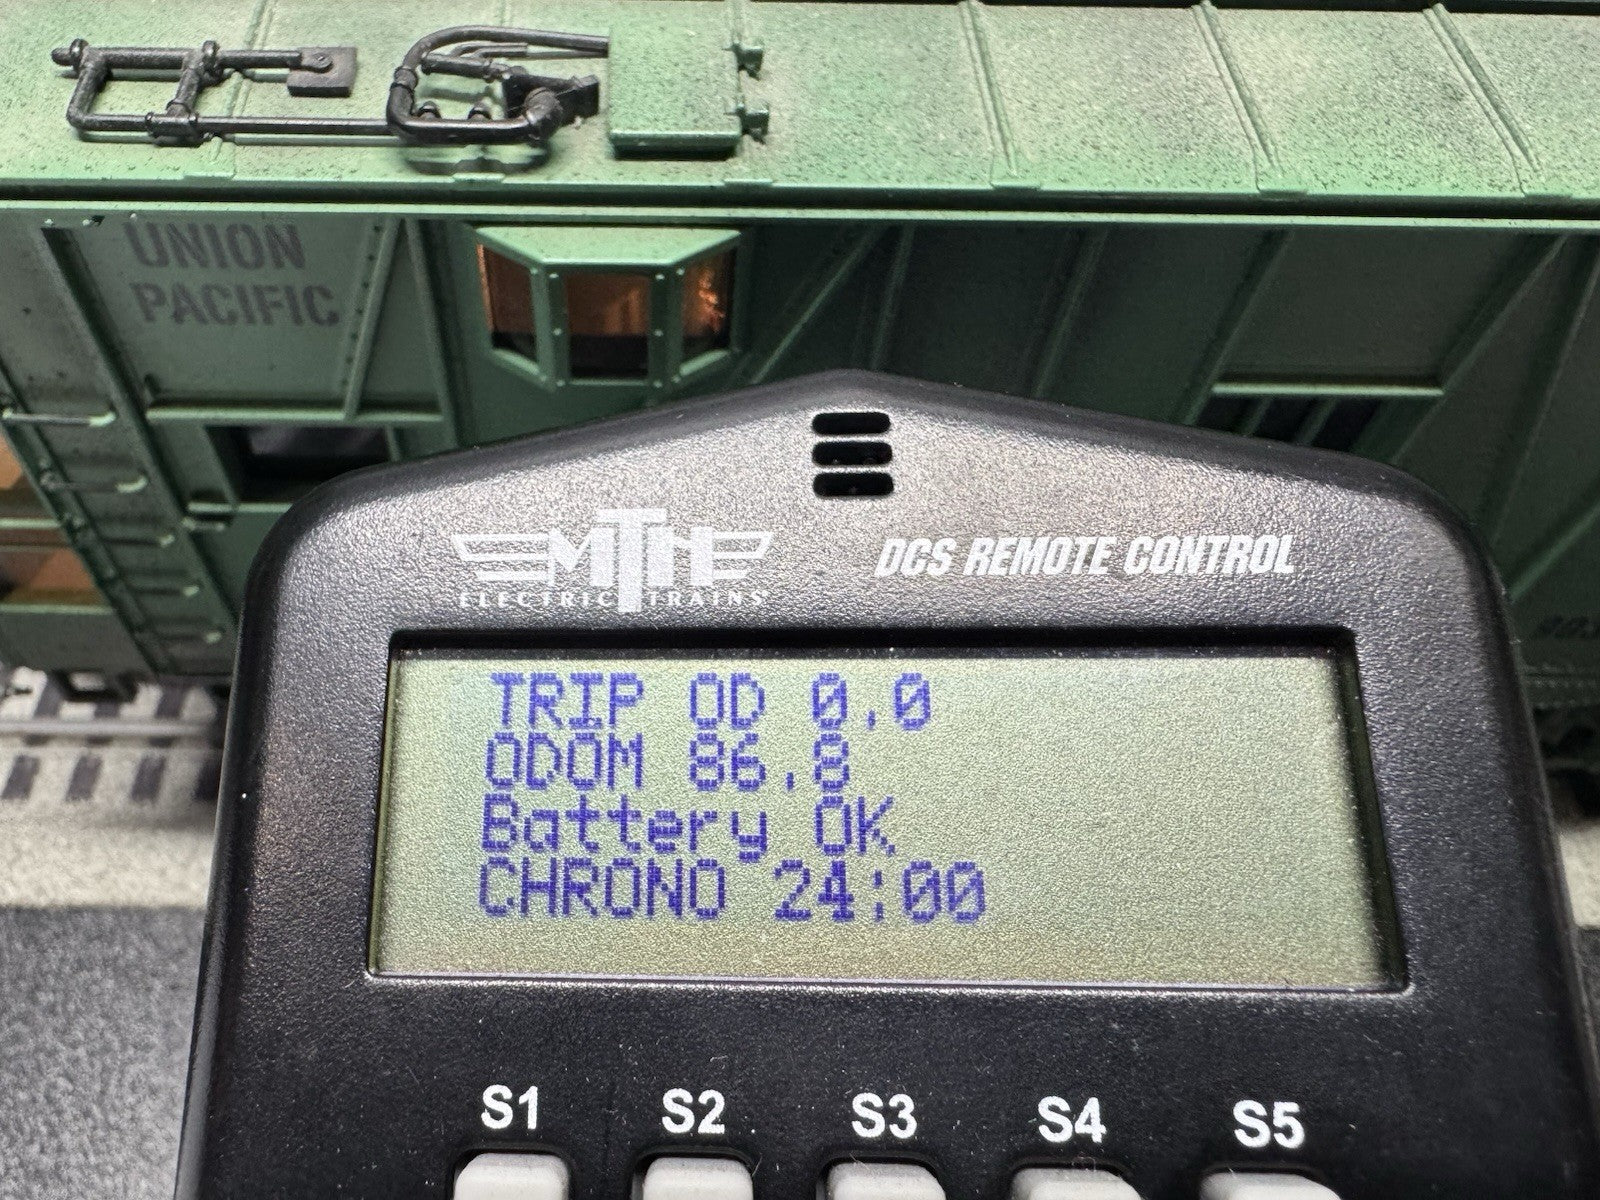 UNION
PACIFIC
MTH
ELECTRIC TRAINS
DCS REMOTE CONTROL
TRIP OD 0.0
ODOM 86.8
Battery OK
CHRONO 24:00
S1 S2 S3 S4 S5